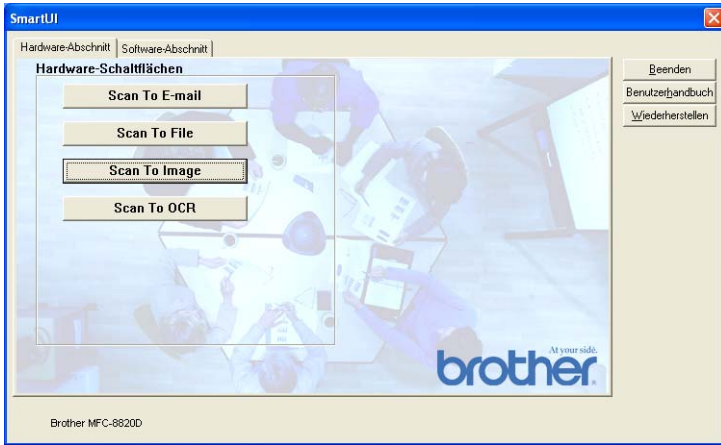 SmartUI
Hardware-Abschnitt Software-Abschnitt
Hardware-Schaltflächen
Scan To E-mail
Scan To File
Scan To Image
Scan To OCR
Beenden
Benutzerhandbuch
Wiederherstellen
At your side.
brother
Brother MFC-8820D